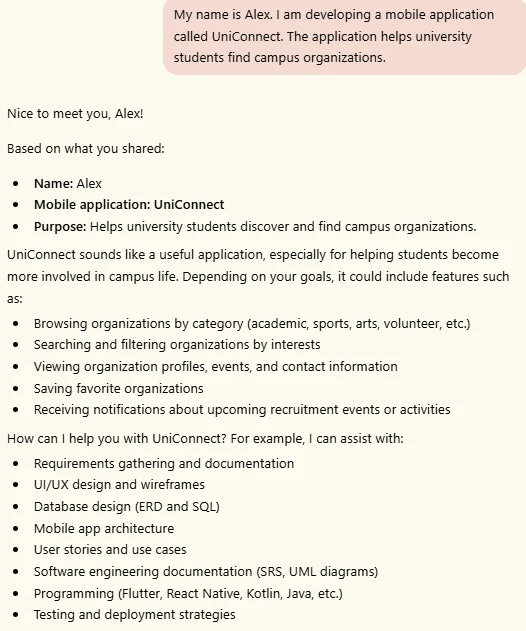 My name is Alex. I am developing a mobile application
called UniConnect. The application helps university
students find campus organizations.
Nice to meet you, Alex!
Based on what you shared:
• Name: Alex
• Mobile application: UniConnect
• Purpose: Helps university students discover and find campus organizations.
UniConnect sounds like a useful application, especially for helping students become
more involved in campus life. Depending on your goals, it could include features such
as:
• Browsing organizations by category (academic, sports, arts, volunteer, etc.)
• Searching and filtering organizations by interests
• Viewing organization profiles, events, and contact information
• Saving favorite organizations
• Receiving notifications about upcoming recruitment events or activities
How can I help you with UniConnect? For example, I can assist with:
• Requirements gathering and documentation
• UI/UX design and wireframes
• Database design (ERD and SQL)
• Mobile app architecture
• User stories and use cases
• Software engineering documentation (SRS, UML diagrams)
• Programming (Flutter, React Native, Kotlin, Java, etc.)
• Testing and deployment strategies